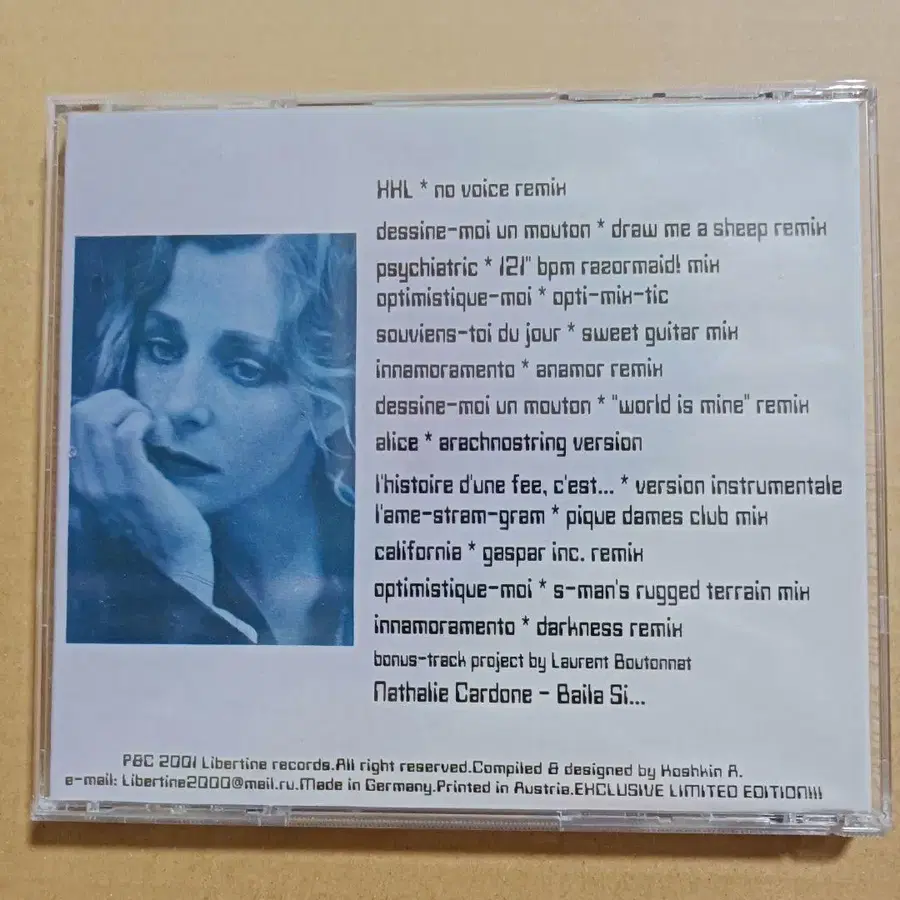 XXL * no voice remix
dessine-moi un mouton * draw me a sheep remix
psychiatric * 121" bpm razormaid! mix
optimistique-moi * opti-mix-tic
souviens-toi du jour * sweet guitar mix
innamoramento * anamor remix
dessine-moi un mouton * "world is mine" remix
alice * arachnostring version
l'histoire d'une fee, c'est... * version instrumentale
l'ame-stram-gram * pique dames club mix
california * gaspar inc. remix
optimistique-moi * s-man's rugged terrain mix
innamoramento * darkness remix
bonus-track project by Laurent Boutonnat
Nathalie Cardone - Baila Si...
P&C 2001 Libertine records.All right reserved.Compiled & designed by Koshkin A.
e-mail: Libertine2000@mail.ru.Made in Germany.Printed in Austria.EXCLUSIVE LIMITED EDITION!!!